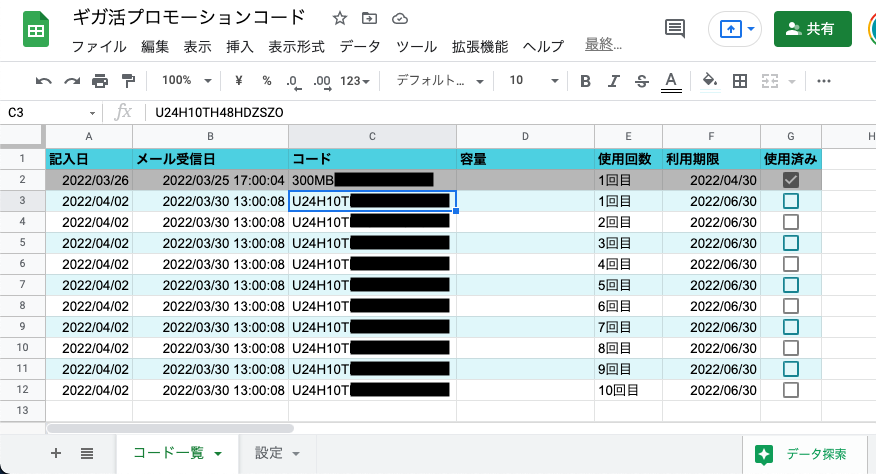 ギガ活プロモーションコード
ファイル 編集 表示 挿入 表示形式 データ ツール 拡張機能 ヘルプ 最終...
共有
100% ¥ % .0 .00 123 デフォルト... 10 B I S A
C3 fx U24H10TH48HDZSZO
A B C D E F G H
1 記入日 メール受信日 コード 容量 使用回数 利用期限 使用済み
2 2022/03/26 2022/03/25 17:00:04 300MB 1回目 2022/04/30
3 2022/04/02 2022/03/30 13:00:08 U24H10T 1回目 2022/06/30
4 2022/04/02 2022/03/30 13:00:08 U24H10T 2回目 2022/06/30
5 2022/04/02 2022/03/30 13:00:08 U24H10T 3回目 2022/06/30
6 2022/04/02 2022/03/30 13:00:08 U24H10T 4回目 2022/06/30
7 2022/04/02 2022/03/30 13:00:08 U24H10T 5回目 2022/06/30
8 2022/04/02 2022/03/30 13:00:08 U24H10T 6回目 2022/06/30
9 2022/04/02 2022/03/30 13:00:08 U24H10T 7回目 2022/06/30
10 2022/04/02 2022/03/30 13:00:08 U24H10T 8回目 2022/06/30
11 2022/04/02 2022/03/30 13:00:08 U24H10T 9回目 2022/06/30
12 2022/04/02 2022/03/30 13:00:08 U24H10T 10回目 2022/06/30
13
コード一覧 設定 データ探索